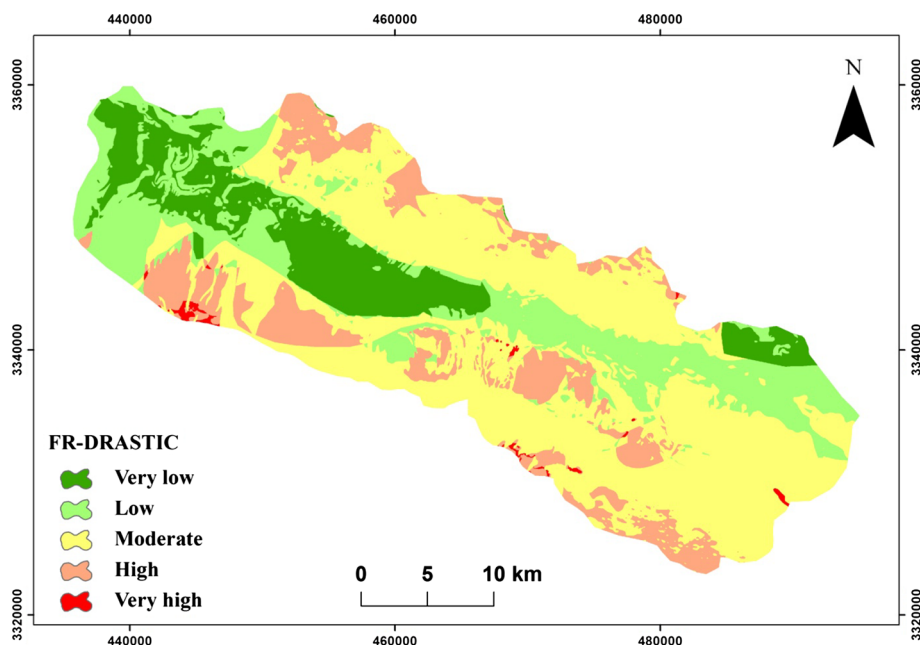 440000 460000 480000
3360000 3360000
N
3340000 3340000
FR-DRASTIC
Very low
Low
Moderate
High
Very high
0 5 10 km
3320000 3320000
440000 460000 480000